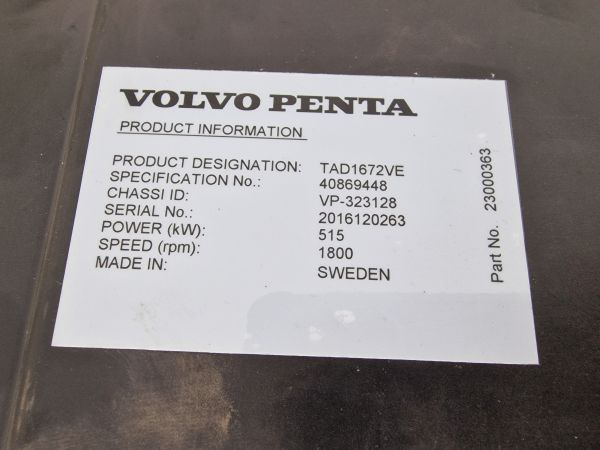 VOLVO PENTA
PRODUCT INFORMATION
PRODUCT DESIGNATION: TAD1672VE
SPECIFICATION No.: 40869448
CHASSI ID: VP-323128
SERIAL No.: 2016120263
POWER (kW): 515
SPEED (rpm): 1800
MADE IN: SWEDEN
Part No. 23000363